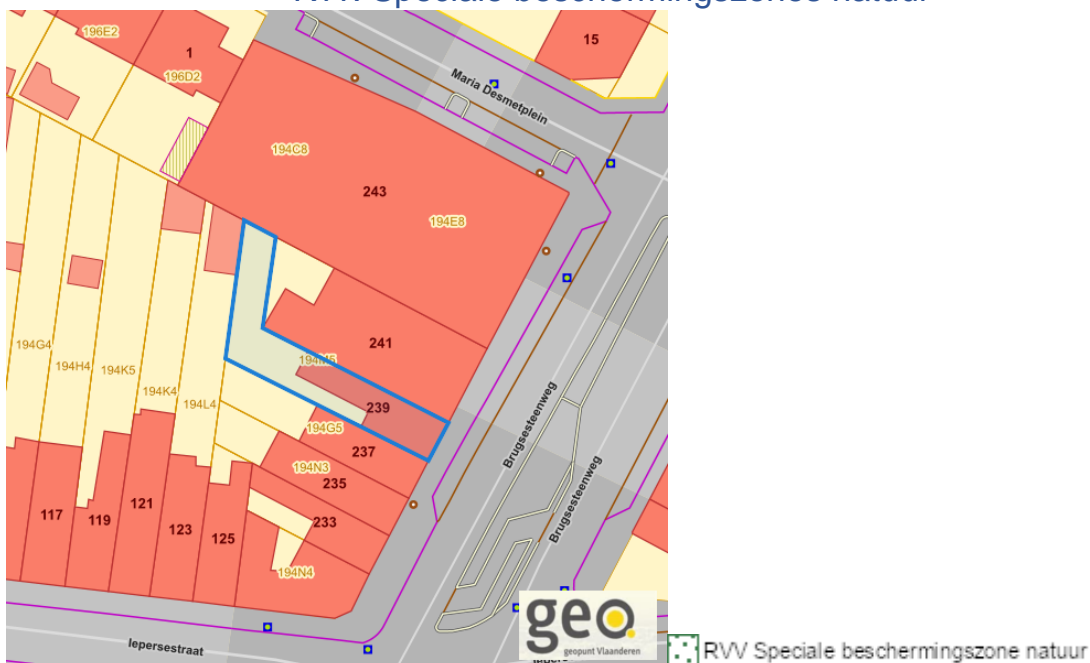 RVV Speciale beschermingszones natuur
196E2
15
1
196D2
Maria Desmetplein
194C8
243
194E8
241
194G4
194M5
194H4
194K5
194K4
194L4
239
194G5
237
Brugsesteenweg
194N3
235
Brugsesteenweg
121
117
119
123
125
233
194N4
geo.
geopunt Vlaanderen
Iepersestraat
RVV Speciale beschermingszone natuur